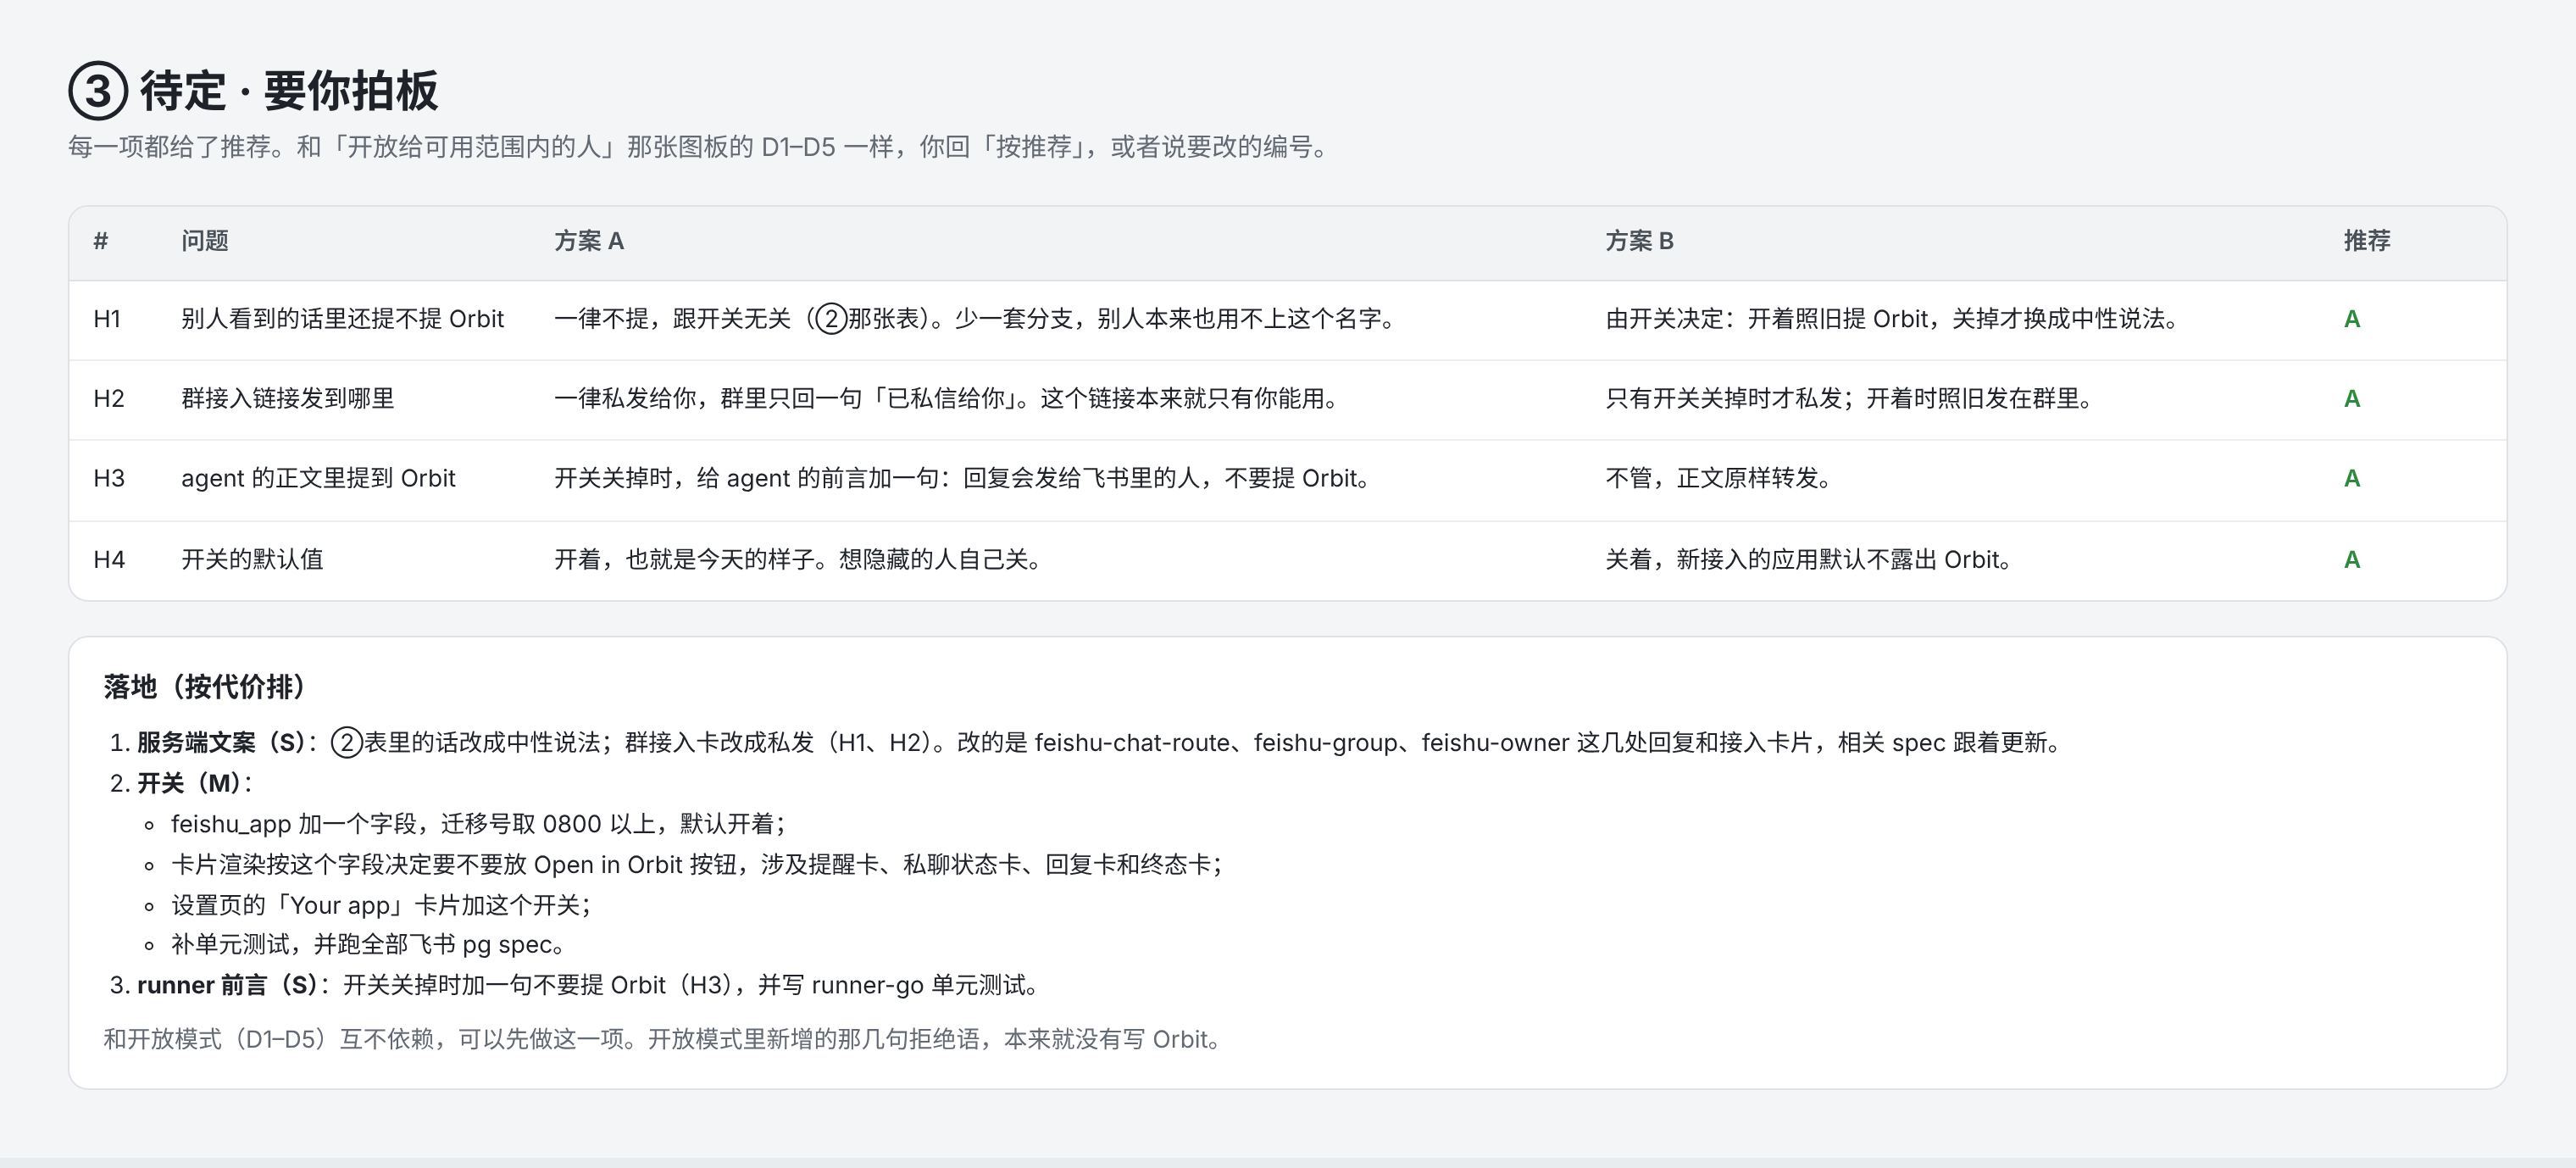 ③ 待定 · 要你拍板
每一项都给了推荐。和「开放给可用范围内的人」那张图板的 D1–D5 一样，你回「按推荐」，或者说要改的编号。
# 问题 方案 A 方案 B 推荐
H1 别人看到的话里还提不提 Orbit 一律不提，跟开关无关（②那张表）。少一套分支，别人本来也用不上这个名字。 由开关决定：开着照旧提 Orbit，关掉才换成中性说法。 A
H2 群接入链接发到哪里 一律私发给你，群里只回一句「已私信给你」。这个链接本来就只有你能用。 只有开关关掉时才私发；开着时照旧发在群里。 A
H3 agent 的正文里提到 Orbit 开关关掉时，给 agent 的前言加一句：回复会发给飞书里的人，不要提 Orbit。 不管，正文原样转发。 A
H4 开关的默认值 开着，也就是今天的样子。想隐藏的人自己关。 关着，新接入的应用默认不露出 Orbit。 A
落地（按代价排）
1. 服务端文案（S）：②表里的话改成中性说法；群接入卡改成私发（H1、H2）。改的是 feishu-chat-route、feishu-group、feishu-owner 这几处回复和接入卡片，相关 spec 跟着更新。
2. 开关（M）：
◦ feishu_app 加一个字段，迁移号取 0800 以上，默认开着；
◦ 卡片渲染按这个字段决定要不要放 Open in Orbit 按钮，涉及提醒卡、私聊状态卡、回复卡和终态卡；
◦ 设置页的「Your app」卡片加这个开关；
◦ 补单元测试，并跑全部飞书 pg spec。
3. runner 前言（S）：开关关掉时加一句不要提 Orbit（H3），并写 runner-go 单元测试。
和开放模式（D1–D5）互不依赖，可以先做这一项。开放模式里新增的那几句拒绝语，本来就没有写 Orbit。